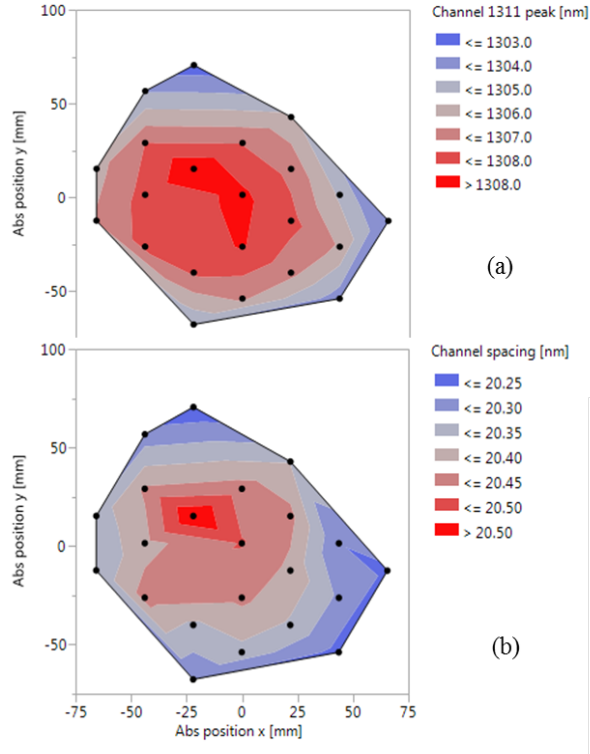 100
50
0
-50
Abs position y [mm]
Channel 1311 peak [nm]
<= 1303.0
<= 1304.0
<= 1305.0
<= 1306.0
<= 1307.0
<= 1308.0
> 1308.0
(a)
100
50
0
-50
Abs position y [mm]
Channel spacing [nm]
<= 20.25
<= 20.30
<= 20.35
<= 20.40
<= 20.45
<= 20.50
> 20.50
(b)
-75 -50 -25 0 25 50 75
Abs position x [mm]